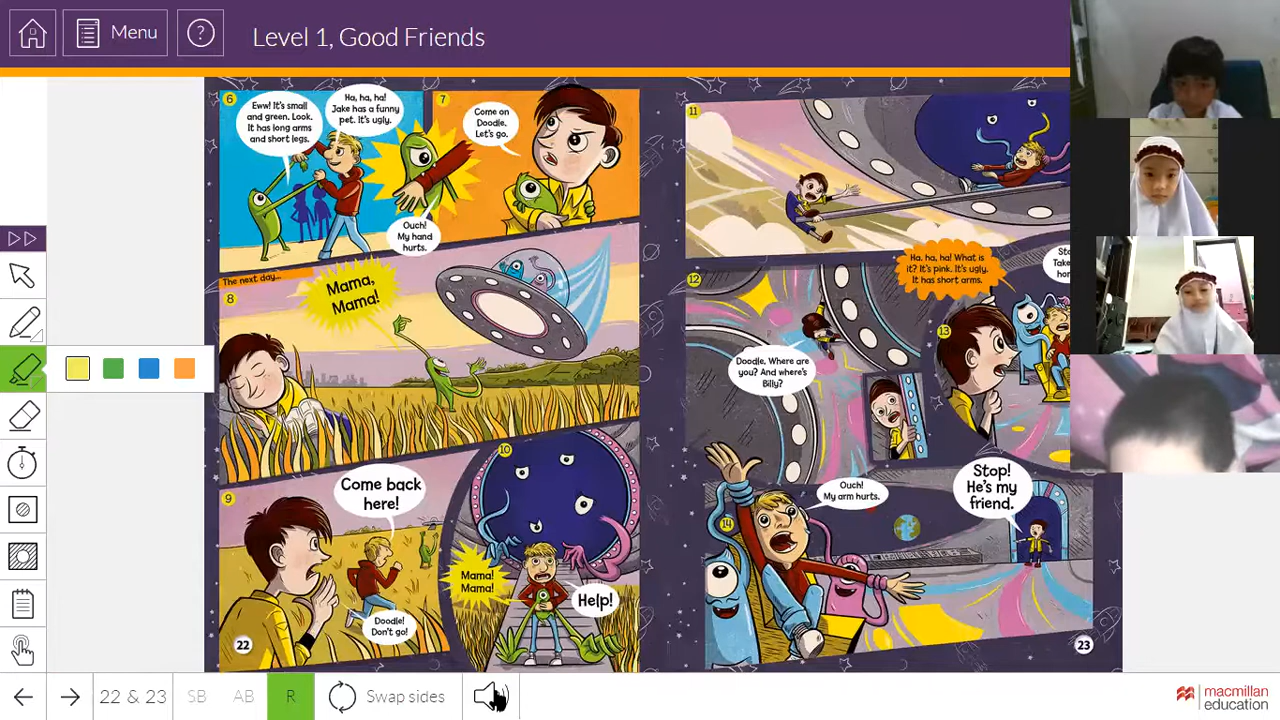 Menu
?
Level 1, Good Friends
6
Eww! It's small
and green. Look.
It has long arms
and short legs.
Ha, ha, ha!
Jake has a funny
pet. It's ugly.
Ouch!
My hand
hurts.
7
Come on
Doodle.
Let's go.
The next day...
8
Mama,
Mama!
9
Come back
here!
Doodle!
Don't go!
10
Mama!
Mama!
Help!
22
11
12
Doodle. Where are
you? And where's
Billy?
Ha, ha, ha! What is
it? It's pink. It's ugly.
It has short arms.
13
14
Ouch!
My arm hurts.
Stop!
He's my
friend.
23
22 & 23
SB
AB
R
Swap sides
macmillan
education